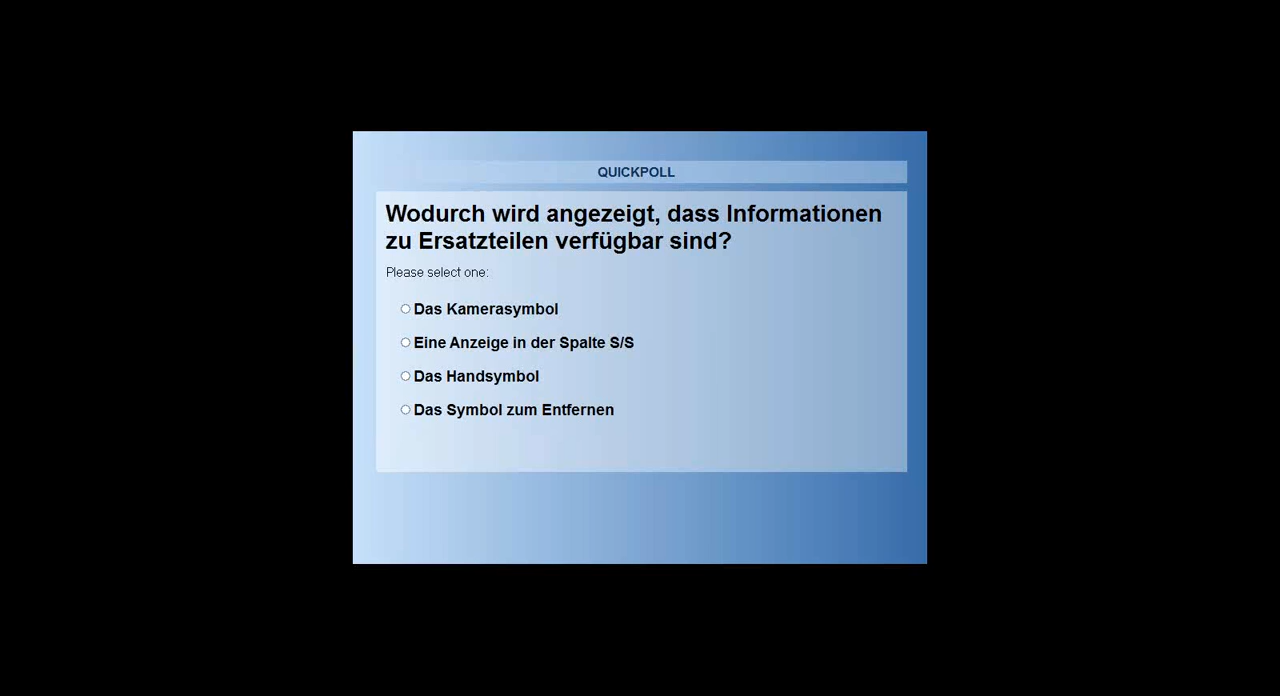 QUICKPOLL
Wodurch wird angezeigt, dass Informationen
zu Ersatzteilen verfügbar sind?
Please select one:
Das Kamerasymbol
Eine Anzeige in der Spalte S/S
Das Handsymbol
Das Symbol zum Entfernen